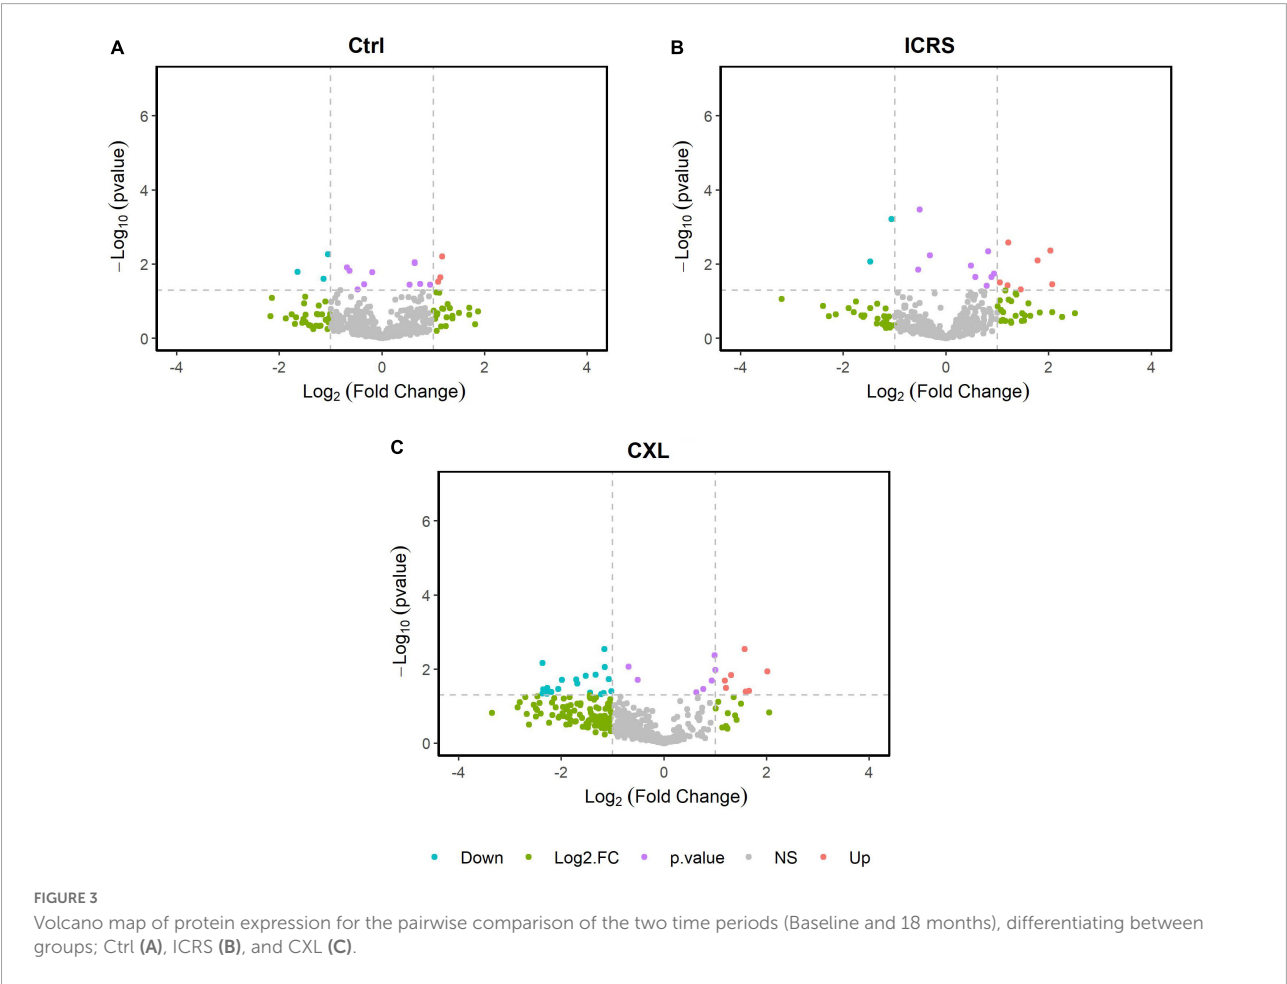 A
Ctrl
6
4
2
0
−Log10 (pvalue)
-4 -2 0 2 4
Log2 (Fold Change)
B
ICRS
6
4
2
0
−Log10 (pvalue)
-4 -2 0 2 4
Log2 (Fold Change)
C
CXL
6
4
2
0
−Log10 (pvalue)
-4 -2 0 2 4
Log2 (Fold Change)
Down Log2.FC p.value NS Up
FIGURE 3
Volcano map of protein expression for the pairwise comparison of the two time periods (Baseline and 18 months), differentiating between
groups; Ctrl (A), ICRS (B), and CXL (C).